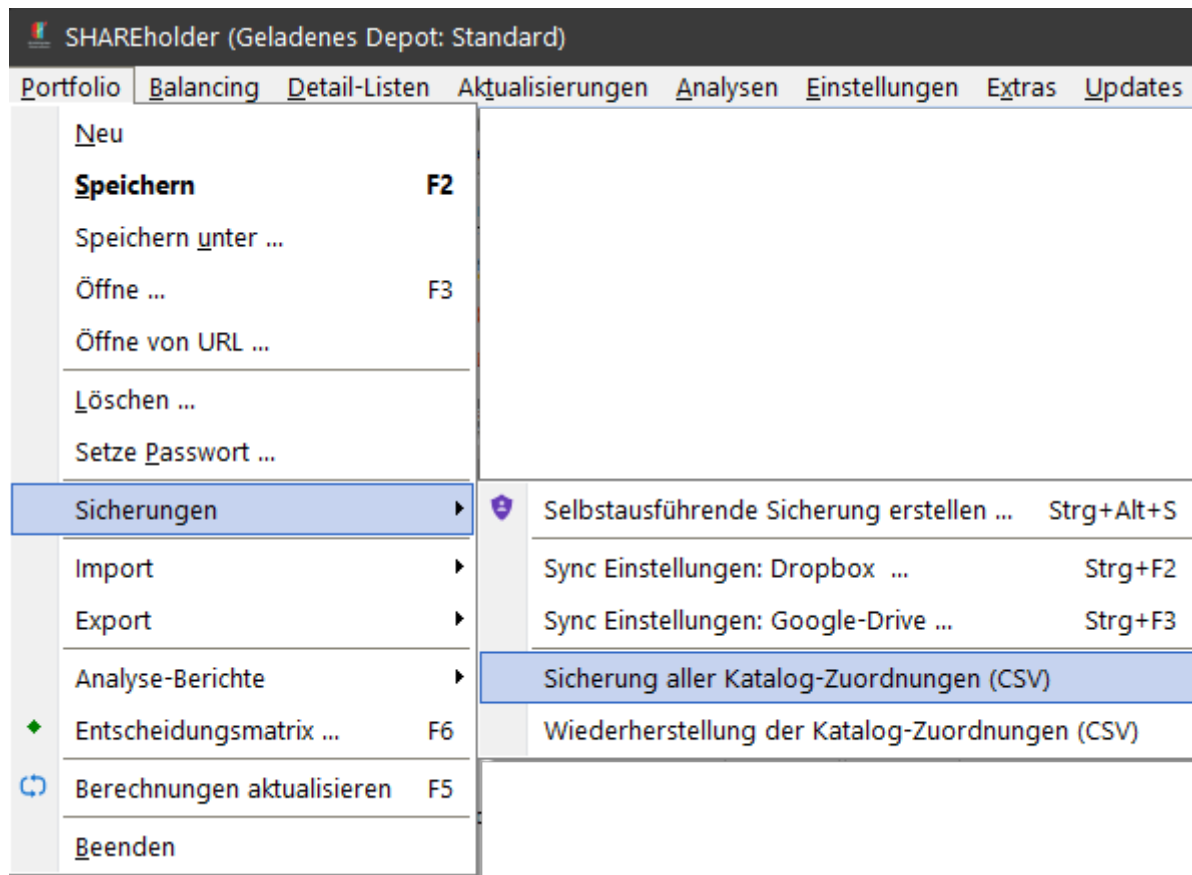 SHAREholder (Geladenes Depot: Standard)
Portfolio Balancing Detail-Listen Aktualisierungen Analysen Einstellungen Extras Updates
Neu
Speichern F2
Speichern unter ...
Öffne ... F3
Öffne von URL ...
Löschen ...
Setze Passwort ...
Sicherungen
Selbstausführende Sicherung erstellen ... Strg+Alt+S
Import
Sync Einstellungen: Dropbox ... Strg+F2
Export
Sync Einstellungen: Google-Drive ... Strg+F3
Analyse-Berichte
Sicherung aller Katalog-Zuordnungen (CSV)
Entscheidungsmatrix ... F6
Wiederherstellung der Katalog-Zuordnungen (CSV)
Berechnungen aktualisieren F5
Beenden